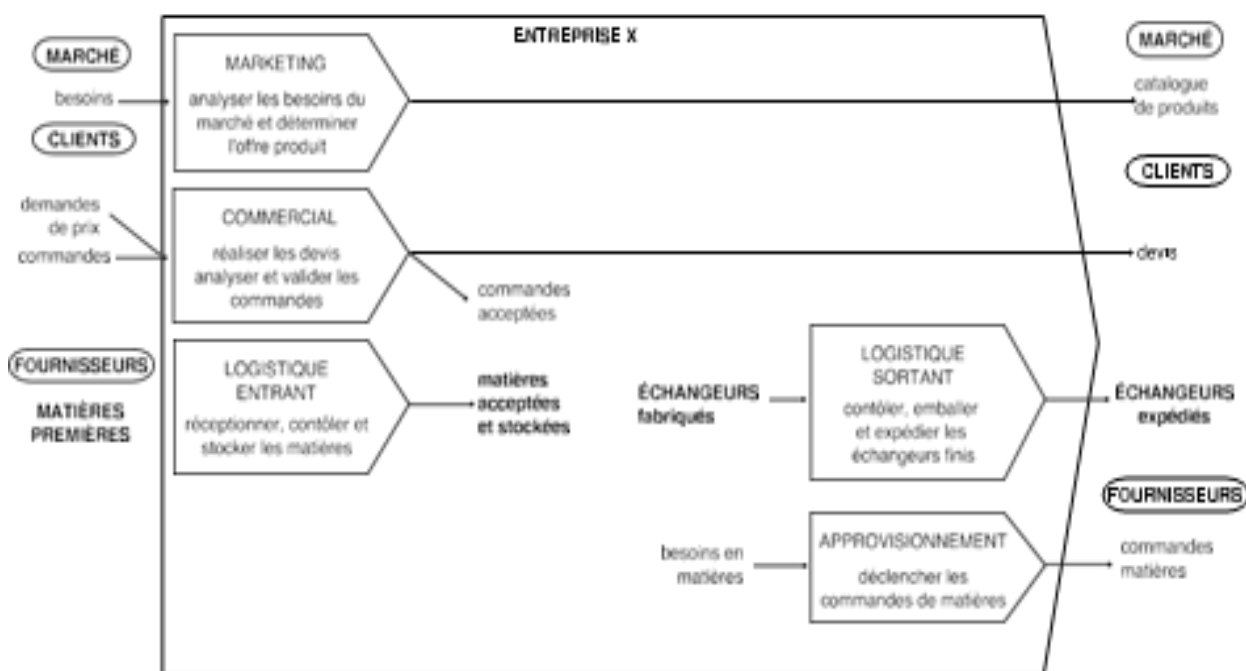 ENTREPRISE X
MARCHÉ
besoins
CLIENTS
demandes
de prix
commandes
FOURNISSEURS
MATIÈRES
PREMIÈRES
MARKETING
analyser les besoins du
marché et déterminer
l'offre produit
COMMERCIAL
réaliser les devis
analyser et valider les
commandes
commandes
acceptées
LOGISTIQUE
ENTRANT
réceptionner, contôler et
stocker les matières
matières
acceptées
et stockées
ÉCHANGEURS
fabriqués
LOGISTIQUE
SORTANT
contôler, emballer
et expédier les
échangeurs finis
besoins en
matières
APPROVISIONNEMENT
déclencher les
commandes de matières
MARCHÉ
catalogue
de produits
CLIENTS
devis
ÉCHANGEURS
expédiés
FOURNISSEURS
commandes
matières